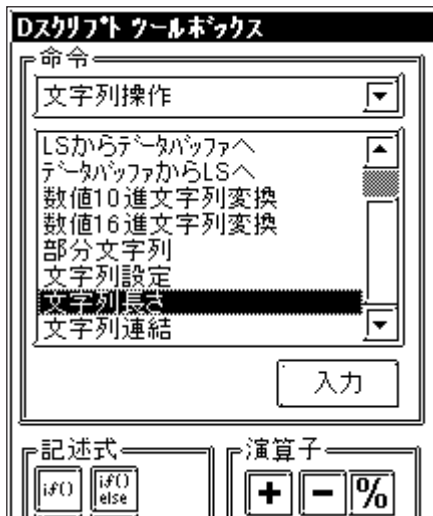 Dｽｸﾘﾌﾟﾄ ﾂｰﾙﾎﾞｯｸｽ
命令
文字列操作
LSからﾃﾞｰﾀﾊﾞｯﾌｧへ
ﾃﾞｰﾀﾊﾞｯﾌｧからLSへ
数値10進文字列変換
数値16進文字列変換
部分文字列
文字列設定
文字列長さ
文字列連結
入力
記述式 演算子
if() if() else + - %